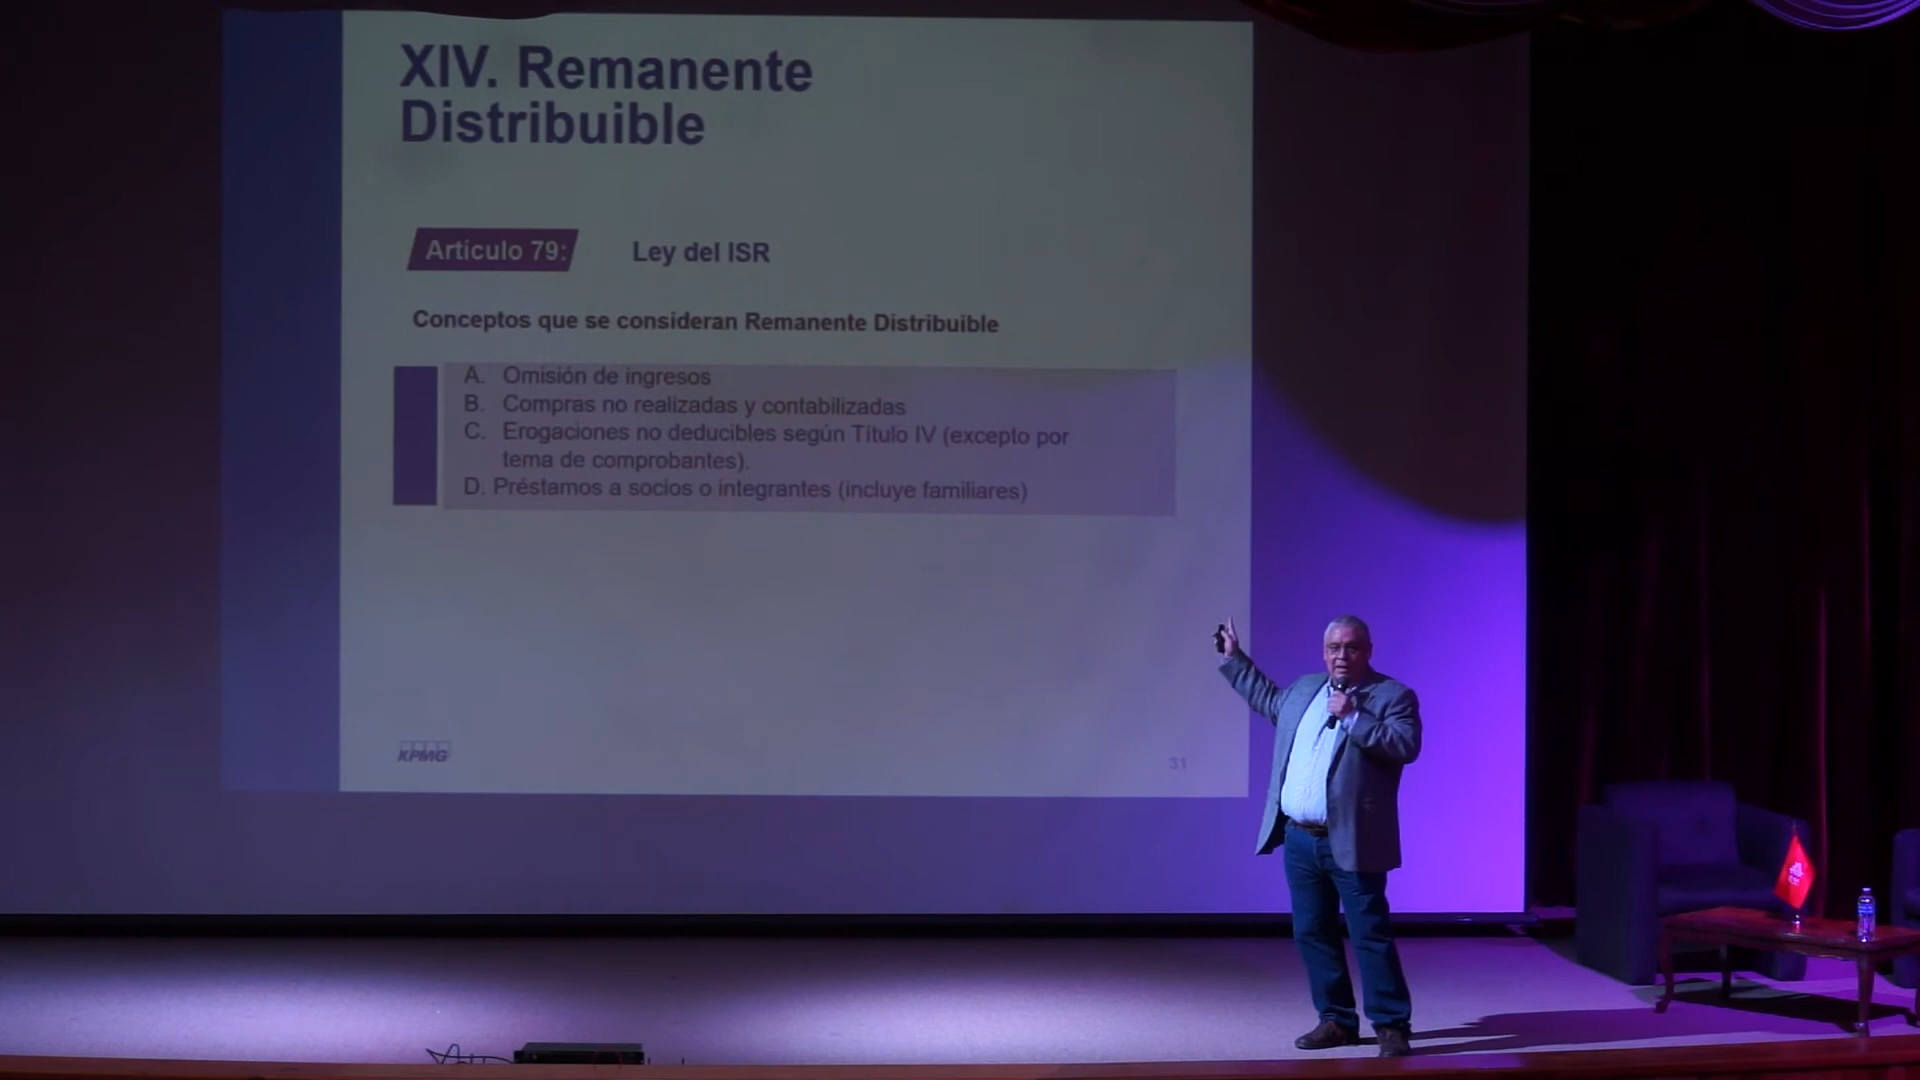 XIV. Remanente
Distribuible
Artículo 79:
Ley del ISR
Conceptos que se consideran Remanente Distribuible
A. Omisión de ingresos
B. Compras no realizadas y contabilizadas
C. Erogaciones no deducibles según Título IV (excepto por
tema de comprobantes).
D. Préstamos a socios o integrantes (incluye familiares)
KPMG
31